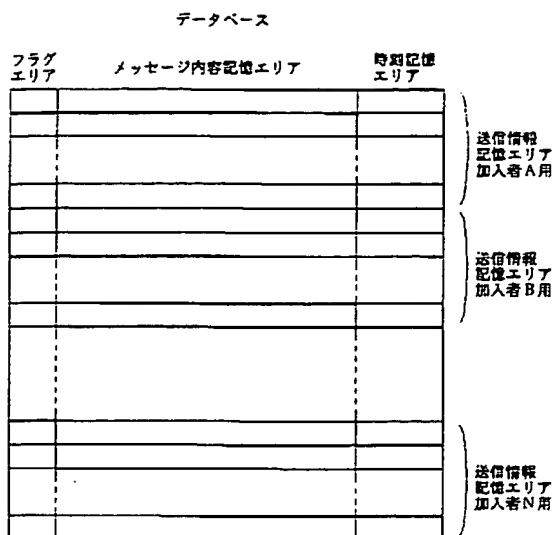 データベース
フラグ
エリア
メッセージ内容記憶エリア
時刻記憶
エリア
送信情報
記憶エリア
加入者A用
送信情報
記憶エリア
加入者B用
送信情報
記憶エリア
加入者N用